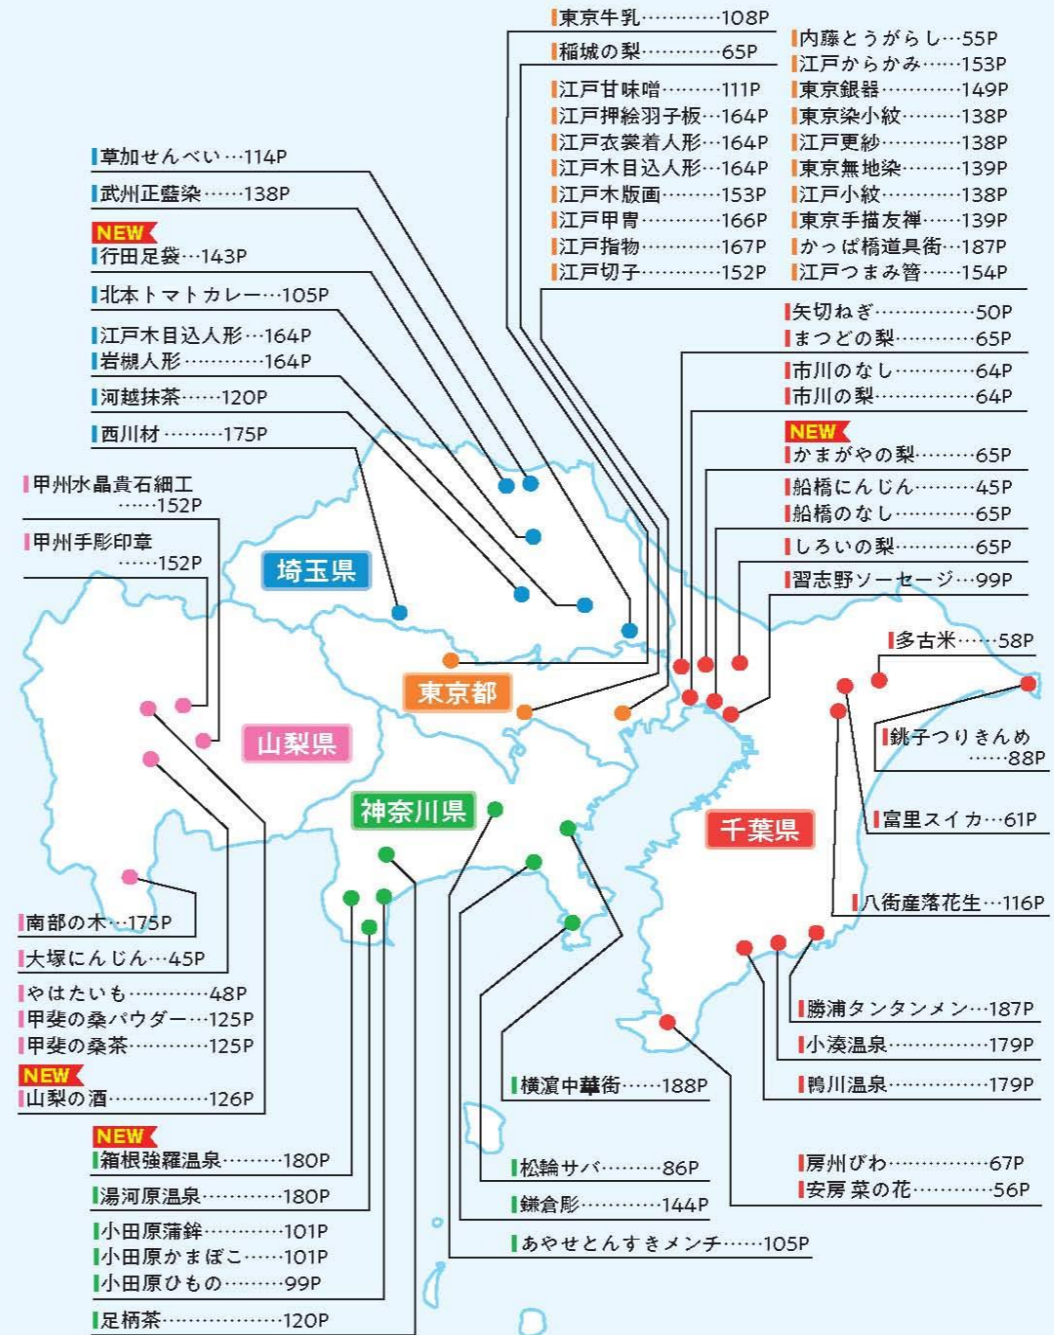 東京牛乳…………108P
稲城の梨…………65P
江戸甘味噌………111P
江戸押絵羽子板…164P
江戸衣裳着人形…164P
江戸木目込人形…164P
江戸木版画………153P
江戸甲冑…………166P
江戸指物…………167P
江戸切子…………152P
内藤とうがらし…55P
江戸からかみ……153P
東京銀器…………149P
東京染小紋………138P
江戸更紗…………138P
東京無地染………139P
江戸小紋…………138P
東京手描友禅……139P
かっぱ橋道具街…187P
江戸つまみ簪……154P
草加せんべい…114P
武州正藍染……138P
NEW
行田足袋…143P
北本トマトカレー…105P
江戸木目込人形…164P
岩槻人形…………164P
河越抹茶……120P
西川材………175P
矢切ねぎ……………50P
まつどの梨…………65P
市川のなし…………64P
市川の梨……………64P
NEW
かまがやの梨………65P
船橋にんじん………45P
船橋のなし…………65P
しろいの梨…………65P
習志野ソーセージ…99P
多古米……58P
銚子つりきんめ
……88P
富里スイカ…61P
八街産落花生…116P
勝浦タンタンメン…187P
小湊温泉……………179P
鴨川温泉……………179P
房州びわ……………67P
安房 菜の花…………56P
甲州水晶貴石細工
……152P
甲州手彫印章
……152P
埼玉県
東京都
山梨県
神奈川県
千葉県
南部の木…175P
大塚にんじん…45P
やはたいも…………48P
甲斐の桑パウダー…125P
甲斐の桑茶…………125P
NEW
山梨の酒……………126P
NEW
箱根強羅温泉………180P
湯河原温泉…………180P
小田原蒲鉾…………101P
小田原かまぼこ……101P
小田原ひもの………99P
足柄茶………………120P
横濵中華街……188P
松輪サバ………86P
鎌倉彫…………144P
あやせとんすきメンチ……105P